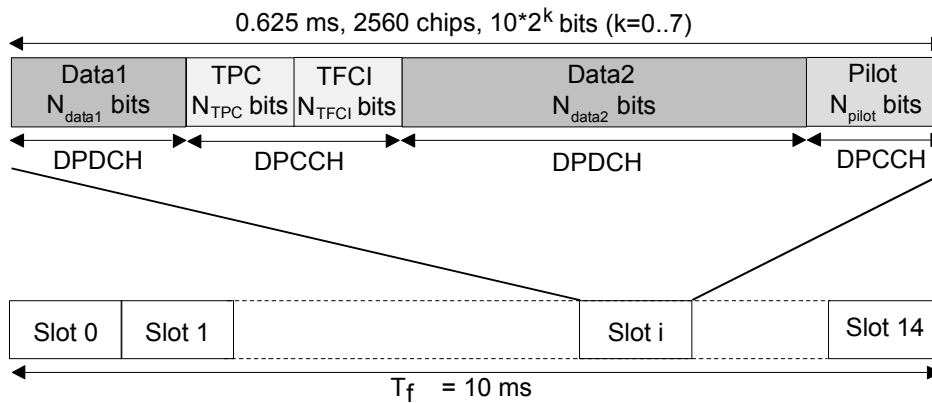 0.625 ms, 2560 chips, 10*2^k bits (k=0..7)
Data1 TPC TFCI Data2 Pilot
N_data1 bits N_TPC bits N_TFCI bits N_data2 bits N_pilot bits
DPDCH DPCCH DPDCH DPCCH
Slot 0 Slot 1 Slot i Slot 14
T_f = 10 ms